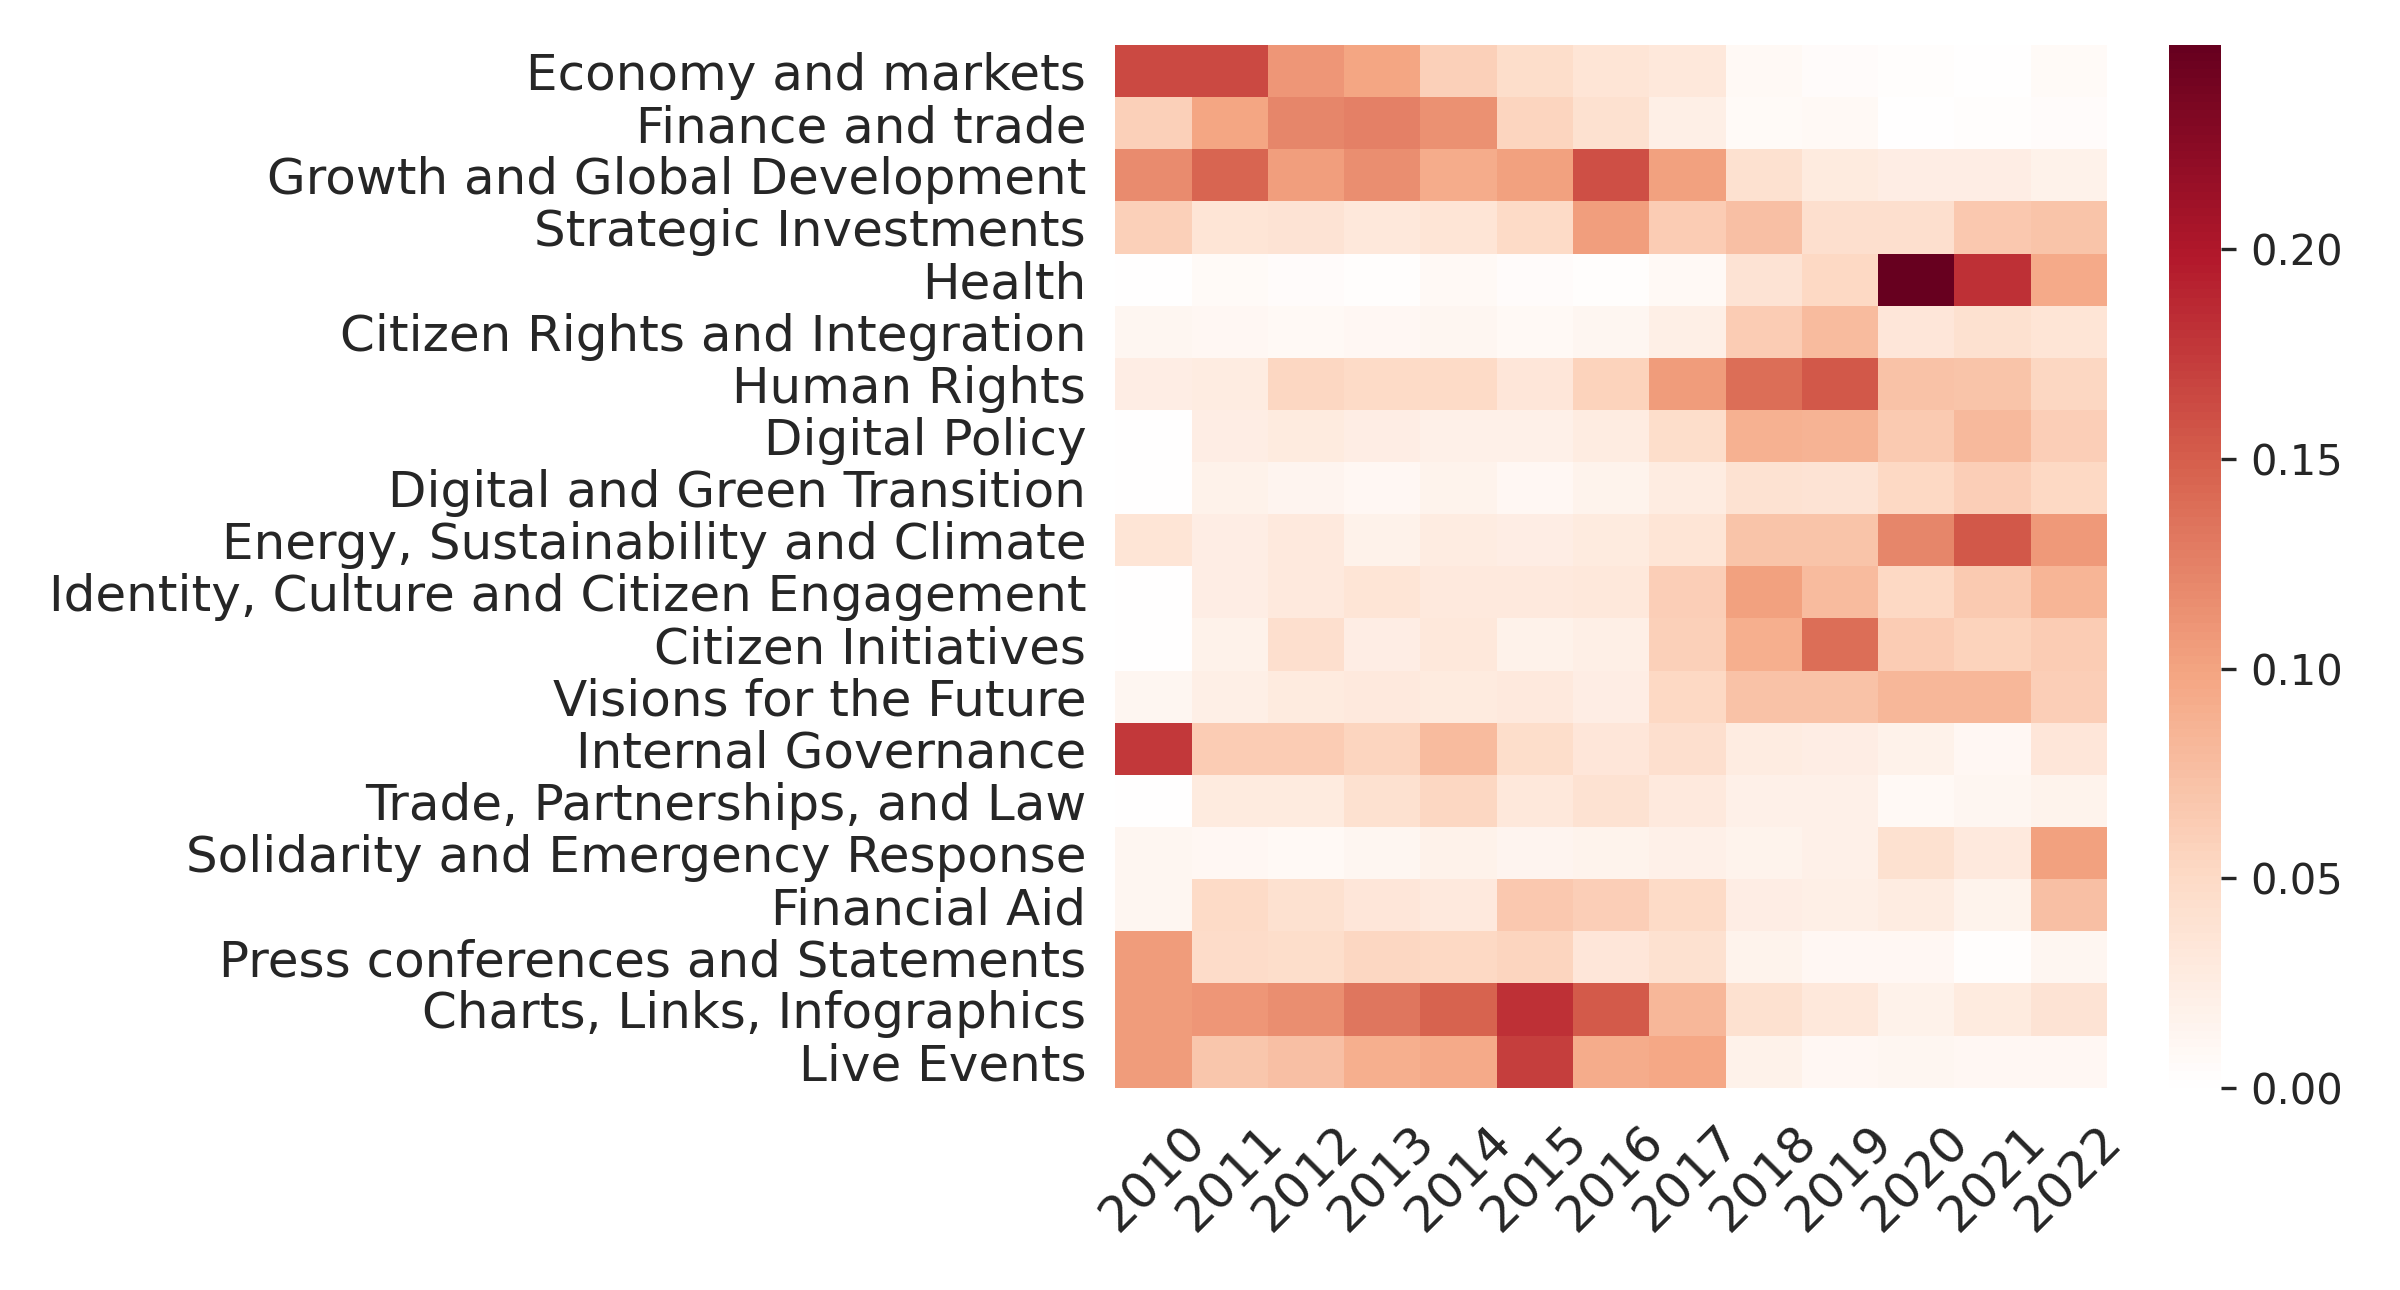 Economy and markets
Finance and trade
Growth and Global Development
Strategic Investments
Health
Citizen Rights and Integration
Human Rights
Digital Policy
Digital and Green Transition
Energy, Sustainability and Climate
Identity, Culture and Citizen Engagement
Citizen Initiatives
Visions for the Future
Internal Governance
Trade, Partnerships, and Law
Solidarity and Emergency Response
Financial Aid
Press conferences and Statements
Charts, Links, Infographics
Live Events
2010 2011 2012 2013 2014 2015 2016 2017 2018 2019 2020 2021 2022
0.20
0.15
0.10
0.05
0.00